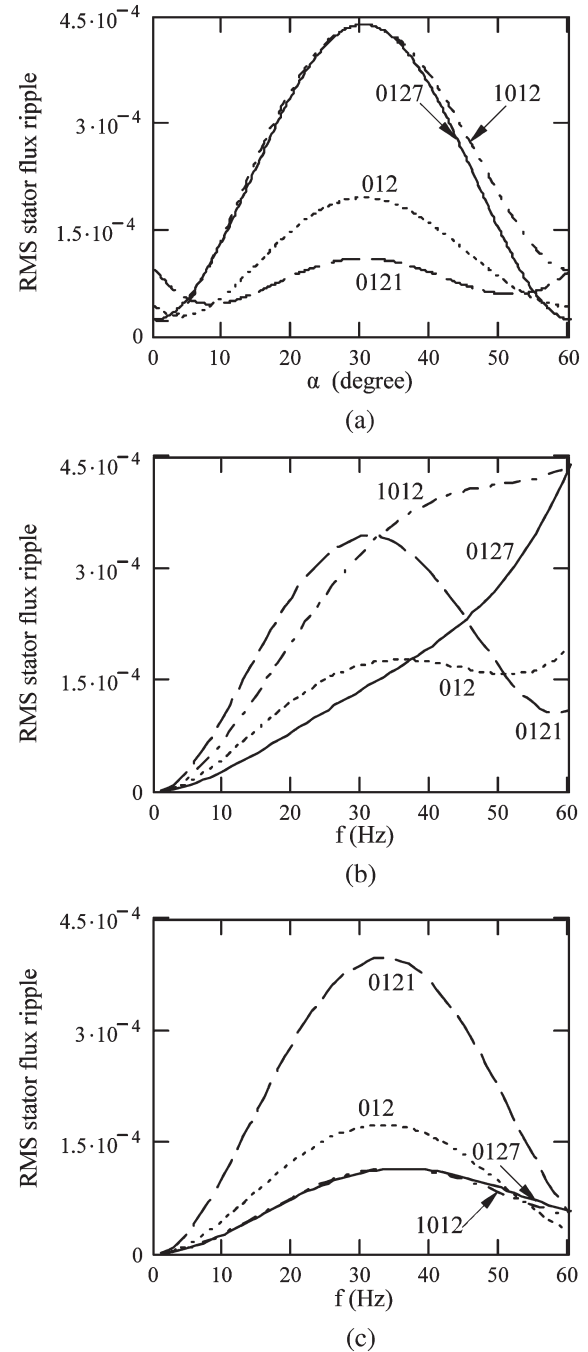 RMS stator flux ripple
4.5·10⁻⁴
3·10⁻⁴
1.5·10⁻⁴
0
0127
1012
012
0121
0 10 20 30 40 50 60
α (degree)
(a)
RMS stator flux ripple
4.5·10⁻⁴
3·10⁻⁴
1.5·10⁻⁴
0
1012
0127
012
0121
0 10 20 30 40 50 60
f (Hz)
(b)
RMS stator flux ripple
4.5·10⁻⁴
3·10⁻⁴
1.5·10⁻⁴
0
0121
012
0127
1012
0 10 20 30 40 50 60
f (Hz)
(c)